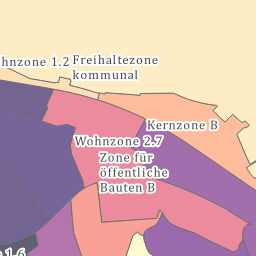 Freihaltezone
hnzone 1.2
kommunal
Kernzone B
Wohnzone 2.7
Zone für
öffentliche
Bauten B
1.6